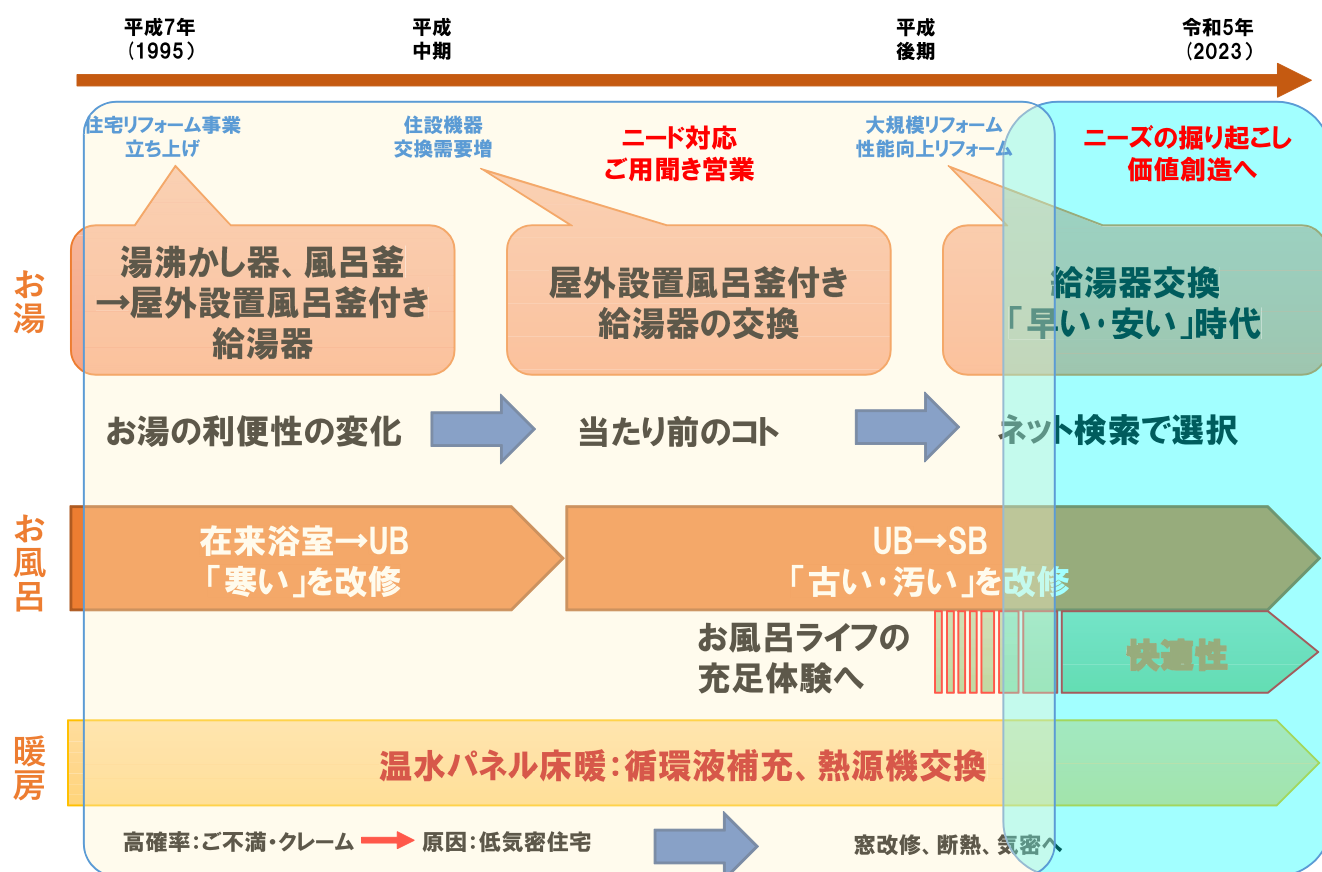 平成7年
（1995）
平成
中期
平成
後期
令和5年
（2023）
住宅リフォーム事業
立ち上げ
住設機器
交換需要増
ニード対応
ご用聞き営業
大規模リフォーム
性能向上リフォーム
ニーズの掘り起こし
価値創造へ
お湯
湯沸かし器、風呂釜
→屋外設置風呂釜付き
給湯器
屋外設置風呂釜付き
給湯器の交換
給湯器交換
「早い・安い」時代
お湯の利便性の変化
当たり前のコト
ネット検索で選択
お風呂
在来浴室→UB
「寒い」を改修
UB→SB
「古い・汚い」を改修
お風呂ライフの
充足体験へ
快適性
暖房
温水パネル床暖：循環液補充、熱源機交換
高確率：ご不満・クレーム
原因：低気密住宅
窓改修、断熱、気密へ